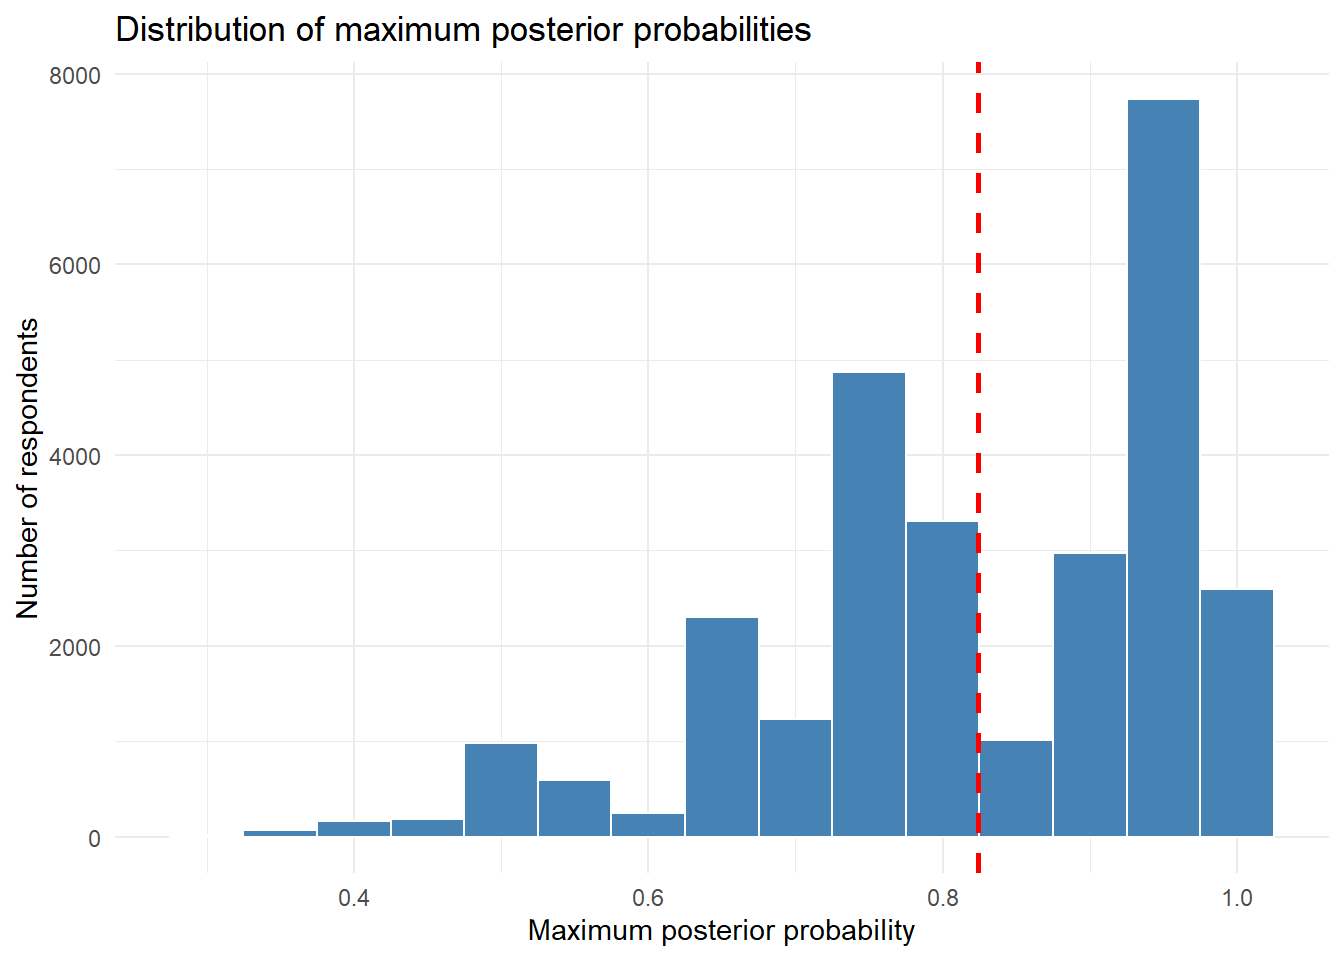 Distribution of maximum posterior probabilities
8000
6000
4000
2000
0
Number of respondents
0.4 0.6 0.8 1.0
Maximum posterior probability